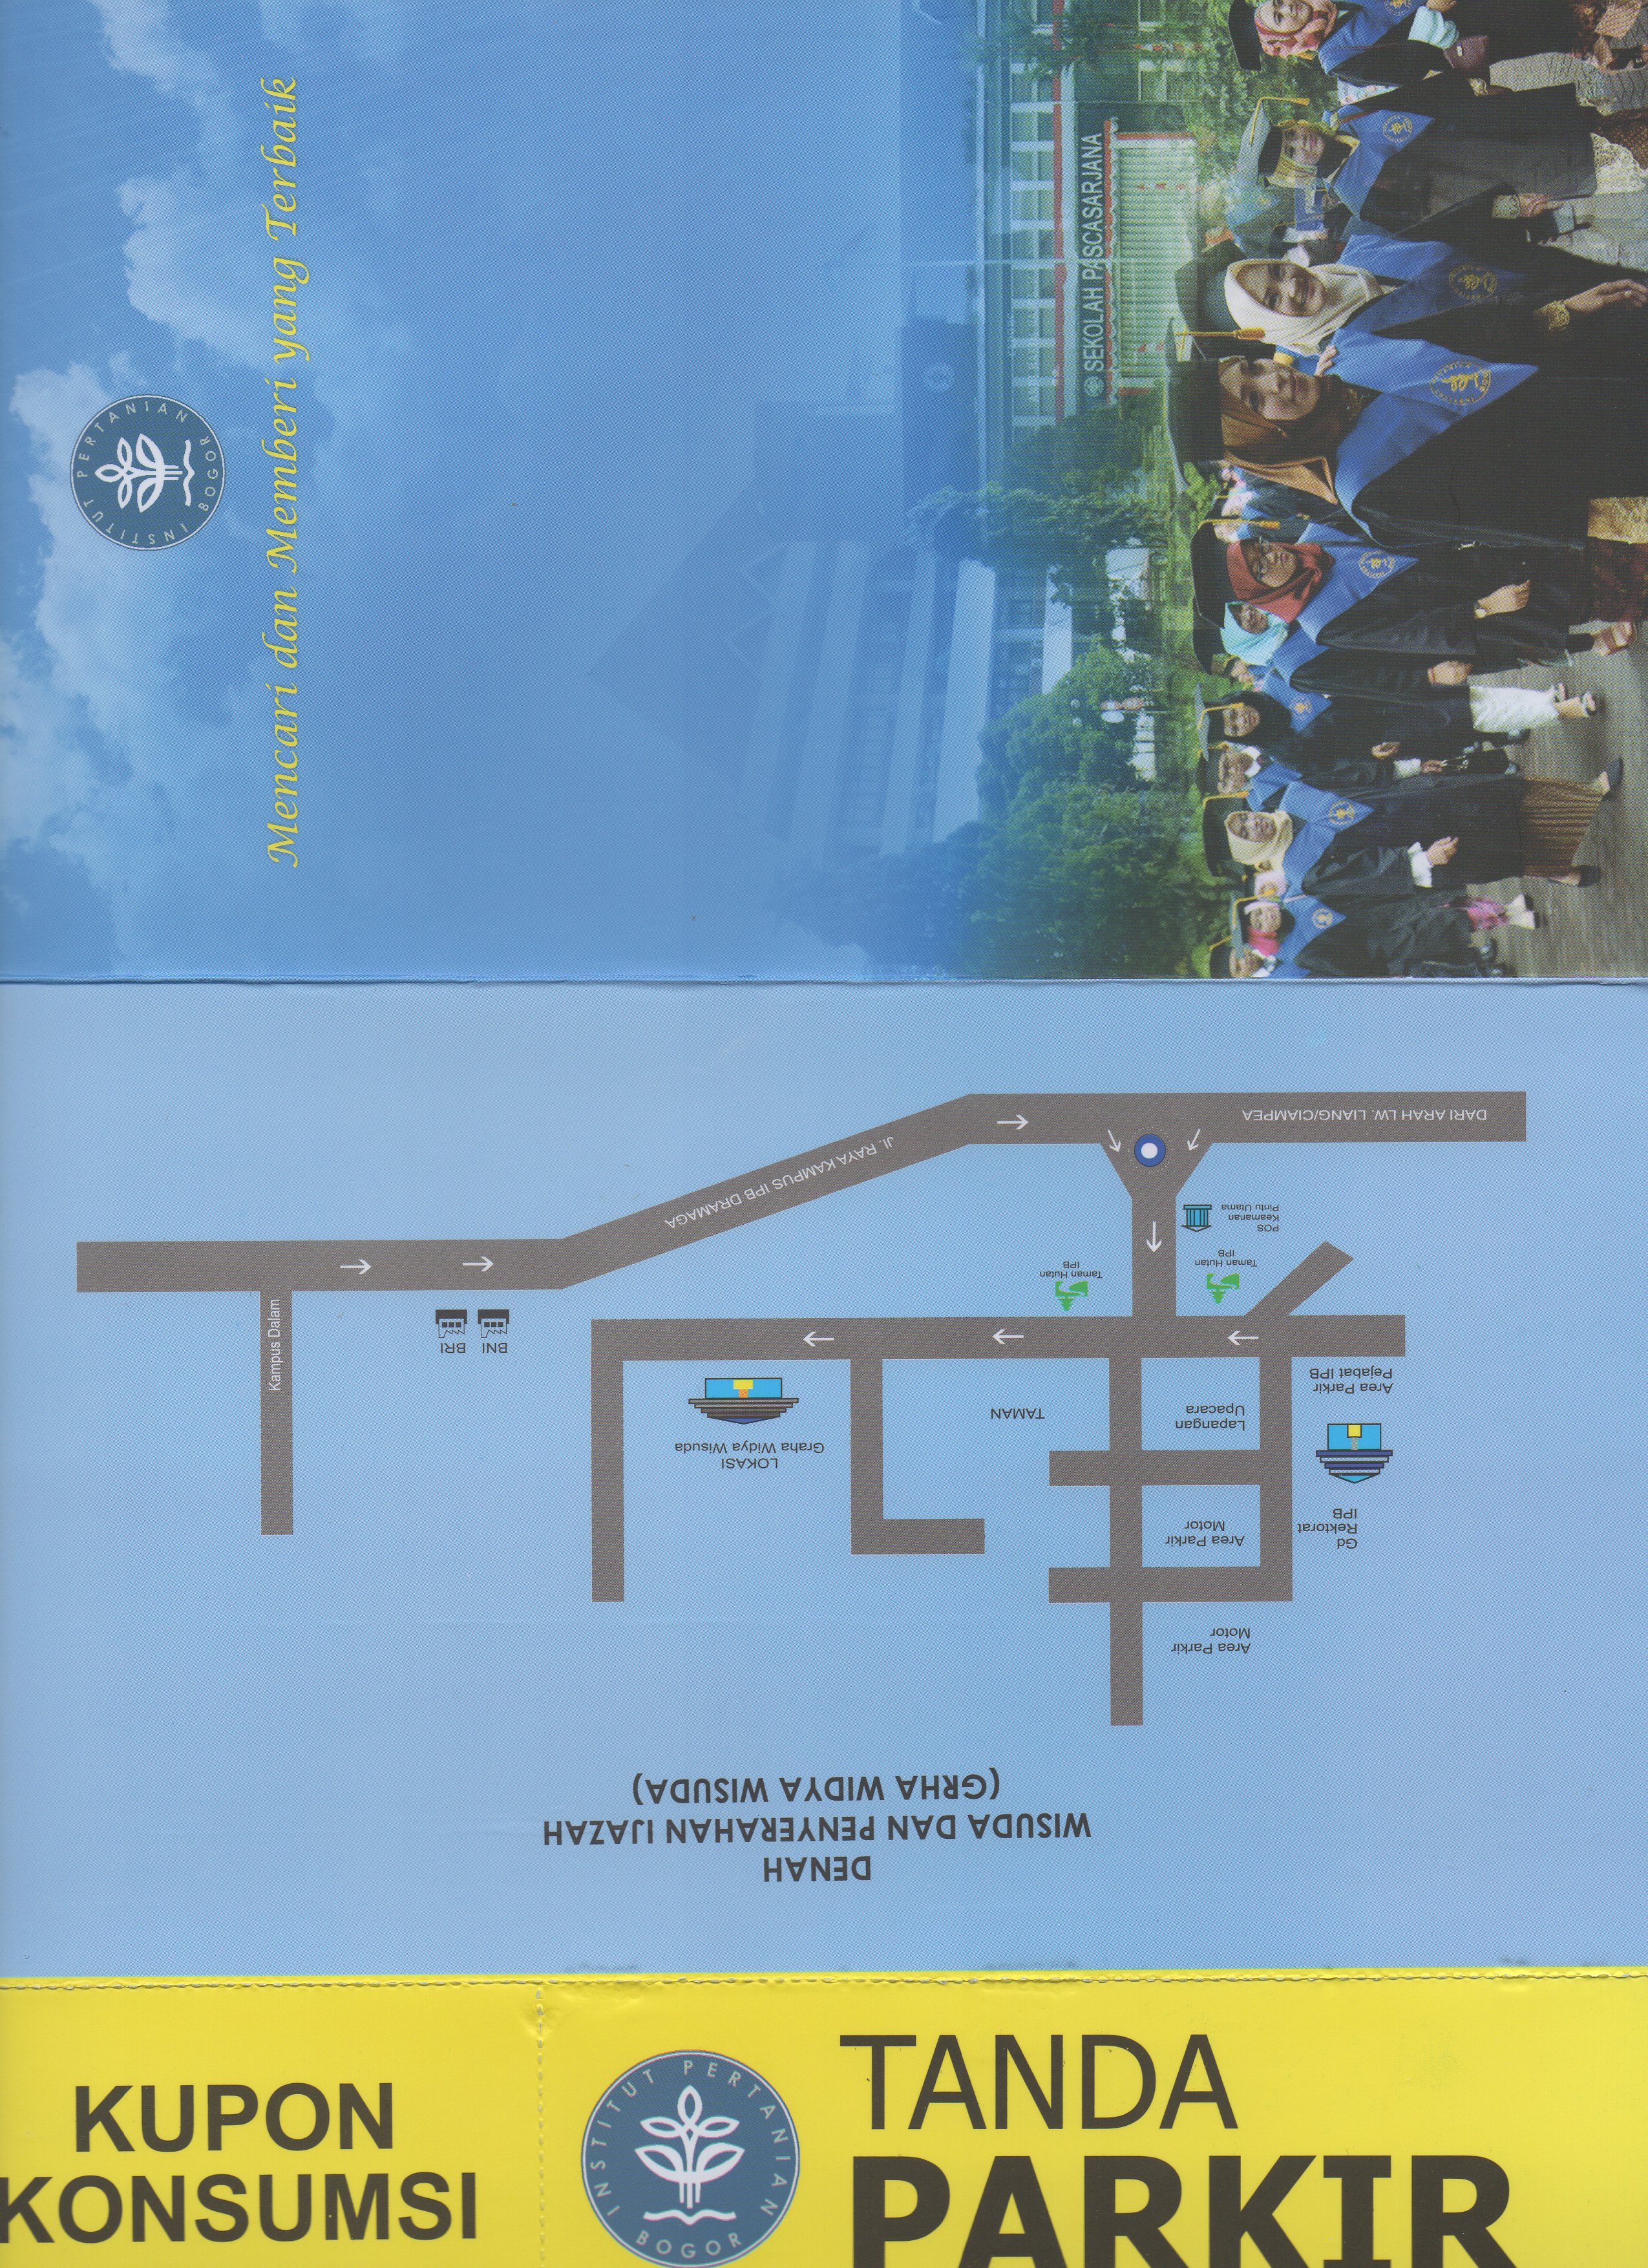 INSTITUT PERTANIAN BOGOR
Mencari dan Memberi yang Terbaik
SEKOLAH PASCASARJANA
DENAH
WISUDA DAN PENYERAHAN IJAZAH
(GRHA WIDYA WISUDA)
Area Parkir
Motor
Gd
Rektorat
IPB
Area Parkir
Motor
LOKASI
Graha Widya Wisuda
Lapangan
Upacara
TAMAN
Area Parkir
Pejabat IPB
BNI
BRI
Kampus Dalam
Taman Hutan
IPB
Taman Hutan
IPB
POS
Keamanan
Pintu Utama
JL. RAYA KAMPUS IPB DRAMAGA
DARI ARAH LW. LIANG/CIAMPEA
KUPON
KONSUMSI
INSTITUT PERTANIAN BOGOR
TANDA
PARKIR